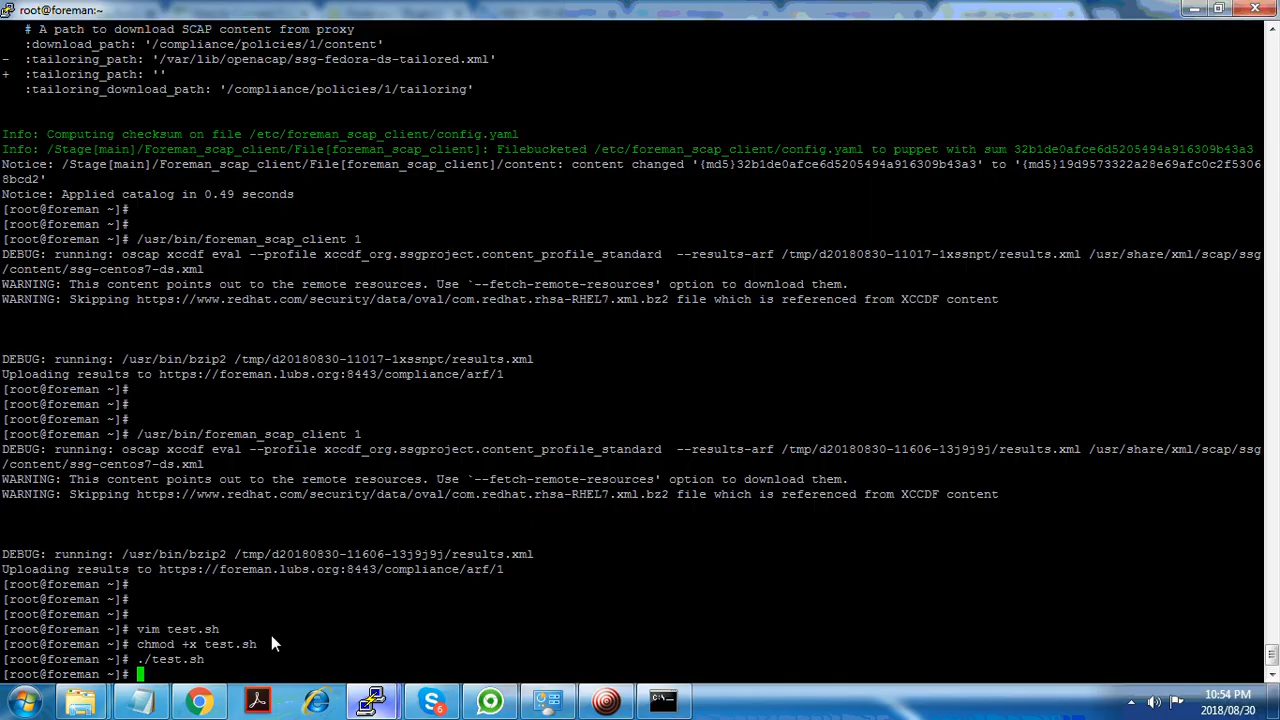 root@foreman:~
# A path to download SCAP content from proxy
:download_path: '/compliance/policies/1/content'
-  :tailoring_path: '/var/lib/openacap/ssg-fedora-ds-tailored.xml'
+  :tailoring_path: ''
:tailoring_download_path: '/compliance/policies/1/tailoring'
Info: Computing checksum on file /etc/foreman_scap_client/config.yaml
Info: /Stage[main]/Foreman_scap_client/File[foreman_scap_client]: Filebucketed /etc/foreman_scap_client/config.yaml to puppet with sum 32b1de0afce6d5205494a916309b43a3
Notice: /Stage[main]/Foreman_scap_client/File[foreman_scap_client]/content: content changed '{md5}32b1de0afce6d5205494a916309b43a3' to '{md5}19d9573322a28e69afc0c2f5306
8bcd2'
Notice: Applied catalog in 0.49 seconds
[root@foreman ~]#
[root@foreman ~]#
[root@foreman ~]# /usr/bin/foreman_scap_client 1
DEBUG: running: oscap xccdf eval --profile xccdf_org.ssgproject.content_profile_standard  --results-arf /tmp/d20180830-11017-1xssnpt/results.xml /usr/share/xml/scap/ssg
/content/ssg-centos7-ds.xml
WARNING: This content points out to the remote resources. Use `--fetch-remote-resources' option to download them.
WARNING: Skipping https://www.redhat.com/security/data/oval/com.redhat.rhsa-RHEL7.xml.bz2 file which is referenced from XCCDF content
DEBUG: running: /usr/bin/bzip2 /tmp/d20180830-11017-1xssnpt/results.xml
Uploading results to https://foreman.lubs.org:8443/compliance/arf/1
[root@foreman ~]#
[root@foreman ~]#
[root@foreman ~]#
[root@foreman ~]# /usr/bin/foreman_scap_client 1
DEBUG: running: oscap xccdf eval --profile xccdf_org.ssgproject.content_profile_standard  --results-arf /tmp/d20180830-11606-13j9j9j/results.xml /usr/share/xml/scap/ssg
/content/ssg-centos7-ds.xml
WARNING: This content points out to the remote resources. Use `--fetch-remote-resources' option to download them.
WARNING: Skipping https://www.redhat.com/security/data/oval/com.redhat.rhsa-RHEL7.xml.bz2 file which is referenced from XCCDF content
DEBUG: running: /usr/bin/bzip2 /tmp/d20180830-11606-13j9j9j/results.xml
Uploading results to https://foreman.lubs.org:8443/compliance/arf/1
[root@foreman ~]#
[root@foreman ~]#
[root@foreman ~]#
[root@foreman ~]# vim test.sh
[root@foreman ~]# chmod +x test.sh
[root@foreman ~]# ./test.sh
[root@foreman ~]#
10:54 PM
2018/08/30